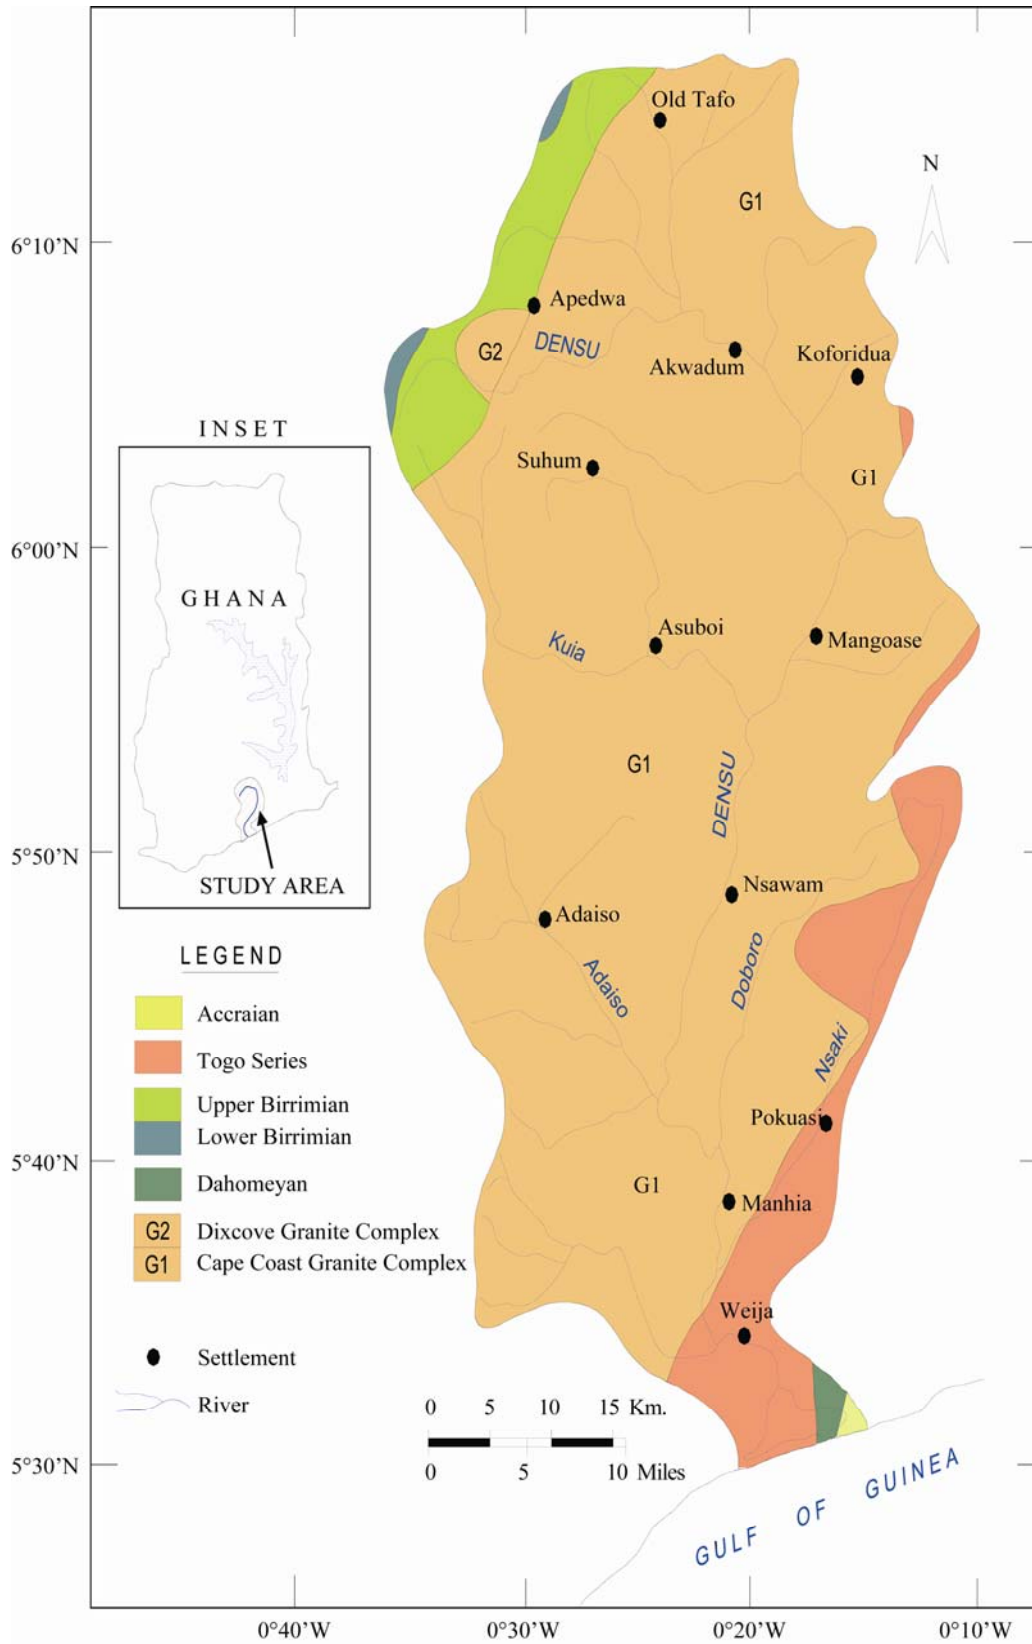 Old Tafo
N
G1
6°10'N
Apedwa
DENSU
G2
Akwadum
Koforidua
INSET
Suhum
G1
6°00'N
GHANA
Asuboi
Kuia
Mangoase
G1
DENSU
5°50'N
STUDY AREA
Nsawam
Adaiso
Doboro
Adaiso
Nsaki
LEGEND
Accraian
Togo Series
Upper Birrimian
Lower Birrimian
Dahomeyan
G2 Dixcove Granite Complex
G1 Cape Coast Granite Complex
Settlement
River
Pokuasi
5°40'N
G1
Manhia
Weija
0 5 10 15 Km.
0 5 10 Miles
5°30'N
GULF OF GUINEA
0°40'W 0°30'W 0°20'W 0°10'W